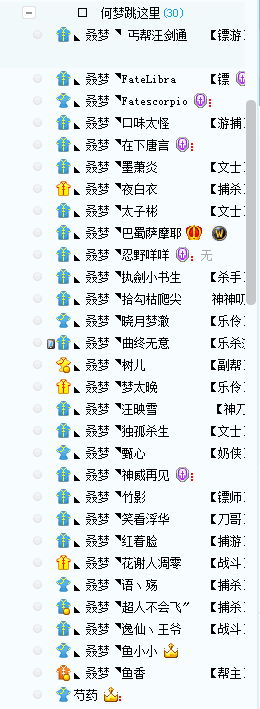 何梦跳这里 (30)
叒梦◥ 丐帮汪剑通 【镖游
叒梦◥FateLibra 【镖
叒梦◥Fatescorpio
叒梦◥口味太怪 【游捕
叒梦◥在下唐言
叒梦◥墨萧炎 【文士
叒梦◥夜白衣 【捕杀
叒梦◥太子彬 【文士
叒梦◥巴蜀萨摩耶
叒梦◥忍野咩咩 无
叒梦◥执劍小书生 【杀手
叒梦◥拾勾枯爬尖 神神叨
叒梦◥晓月梦澈 【乐伶
叒梦◥曲终无意 【乐杀
叒梦◥树儿 【副帮
叒梦◥梦太晚 【乐伶
叒梦◥汪映雪 【神刀
叒梦◥独孤杀生 【文士
叒梦◥甄心 【奶侠
叒梦◥神威再见
叒梦◥竹影 【镖师
叒梦◥笑看浮华 【刀哥
叒梦◥红着脸 【捕游
叒梦◥花谢人凋零 【战斗
叒梦◥语丶殇 【捕杀
叒梦◥超人不会飞" 【捕杀
叒梦◥逸仙丶王爷 【战斗
叒梦◥鱼小小
叒梦◥鱼香 【帮主
芍药